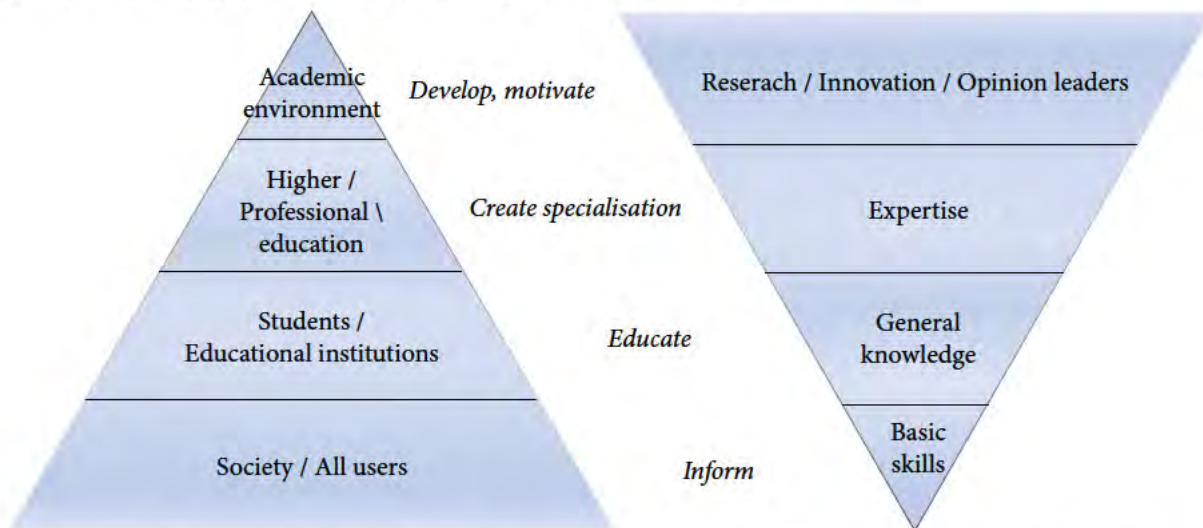 Academic
environment
Develop, motivate
Reserach / Innovation / Opinion leaders
Higher /
Professional \
education
Create specialisation
Expertise
Students /
Educational institutions
Educate
General
knowledge
Society / All users
Inform
Basic
skills